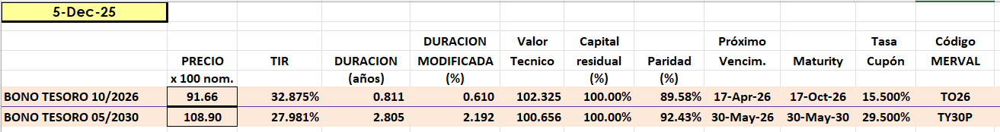 5-Dec-25
DURACION Valor Capital Próximo Tasa Código
PRECIO TIR DURACION MODIFICADA Tecnico residual Paridad Vencim. Maturity Cupón MERVAL
x 100 nom. (años) (%) (%) (%)
BONO TESORO 10/2026 91.66 32.875% 0.811 0.610 102.325 100.00% 89.58% 17-Apr-26 17-Oct-26 15.500% TO26
BONO TESORO 05/2030 108.90 27.981% 2.805 2.192 100.656 100.00% 92.43% 30-May-26 30-May-30 29.500% TY30P